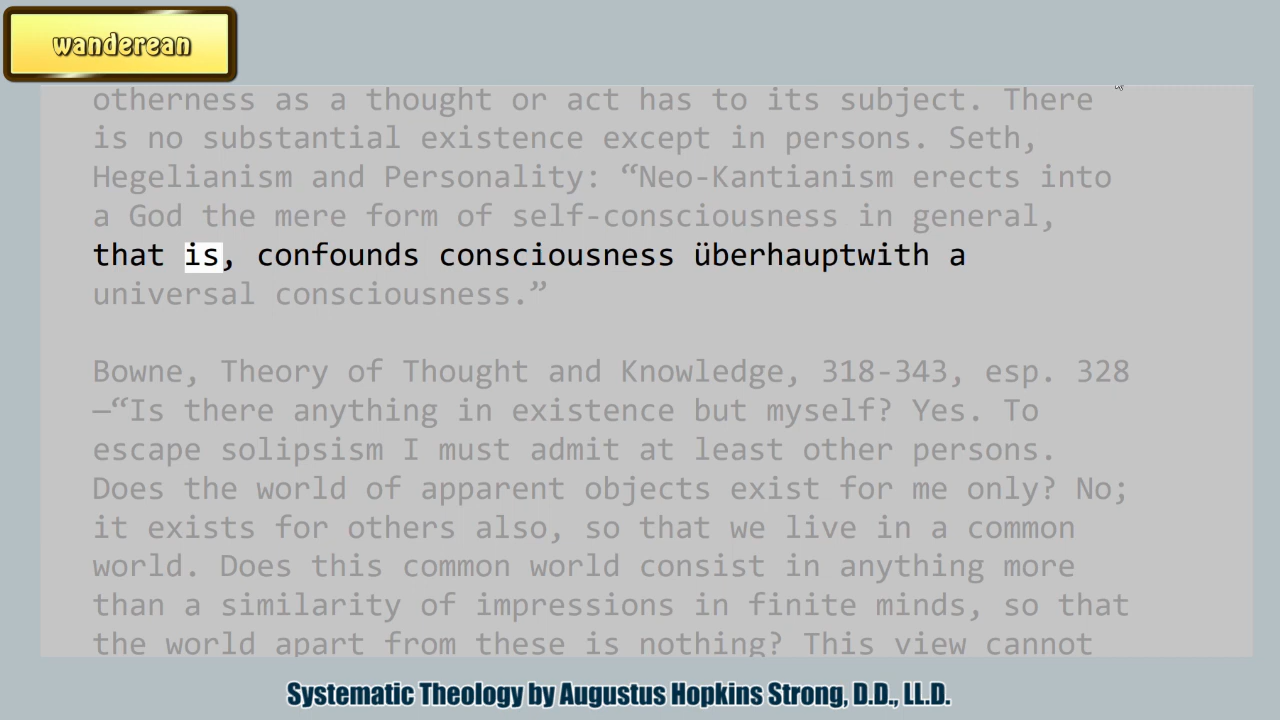 wanderean
otherness as a thought or act has to its subject. There
is no substantial existence except in persons. Seth,
Hegelianism and Personality: “Neo-Kantianism erects into
a God the mere form of self-consciousness in general,
that is, confounds consciousness überhauptwith a
universal consciousness.”
Bowne, Theory of Thought and Knowledge, 318-343, esp. 328
—“Is there anything in existence but myself? Yes. To
escape solipsism I must admit at least other persons.
Does the world of apparent objects exist for me only? No;
it exists for others also, so that we live in a common
world. Does this common world consist in anything more
than a similarity of impressions in finite minds, so that
the world apart from these is nothing? This view cannot
Systematic Theology by Augustus Hopkins Strong, D.D., LL.D.